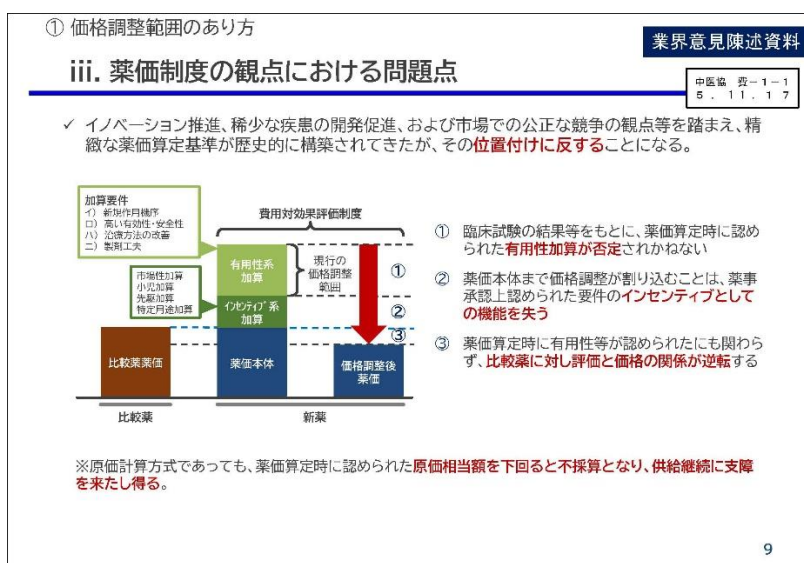 ① 価格調整範囲のあり方
業界意見陳述資料
iii. 薬価制度の観点における問題点
中医協 費－1－1
5．11．17
✓ イノベーション推進、稀少な疾患の開発促進、および市場での公正な競争の観点等を踏まえ、精
緻な薬価算定基準が歴史的に構築されてきたが、その位置付けに反することになる。
加算要件
イ）新規作用機序
ロ）高い有効性・安全性
ハ）治療方法の改善
ニ）製剤工夫
費用対効果評価制度
有用性系
加算
現行の
価格調整
範囲
①
市場性加算
小児加算
先駆加算
特定用途加算
インセンティブ系
加算
②
③
比較薬薬価
薬価本体
価格調整後
薬価
比較薬
新薬
① 臨床試験の結果等をもとに、薬価算定時に認め
られた有用性加算が否定されかねない
② 薬価本体まで価格調整が割り込むことは、薬事
承認上認められた要件のインセンティブとして
の機能を失う
③ 薬価算定時に有用性等が認められたにも関わら
ず、比較薬に対し評価と価格の関係が逆転する
※原価計算方式であっても、薬価算定時に認められた原価相当額を下回ると不採算となり、供給継続に支障
を来たし得る。
9